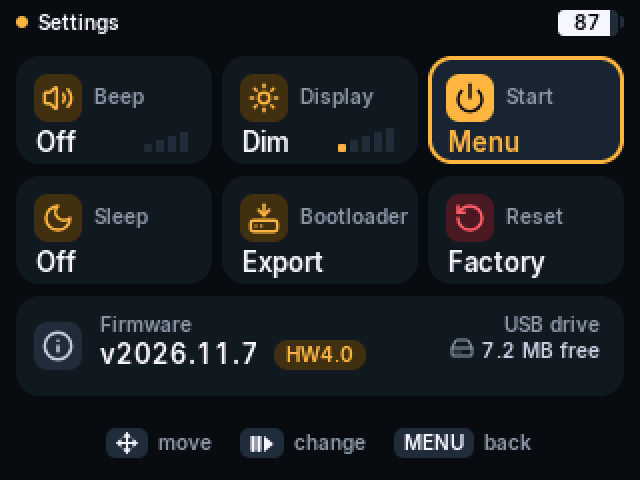 Settings
87
Beep
Off
Display
Dim
Start
Menu
Sleep
Off
Bootloader
Export
Reset
Factory
Firmware
v2026.11.7 HW4.0
USB drive
7.2 MB free
move change MENU back